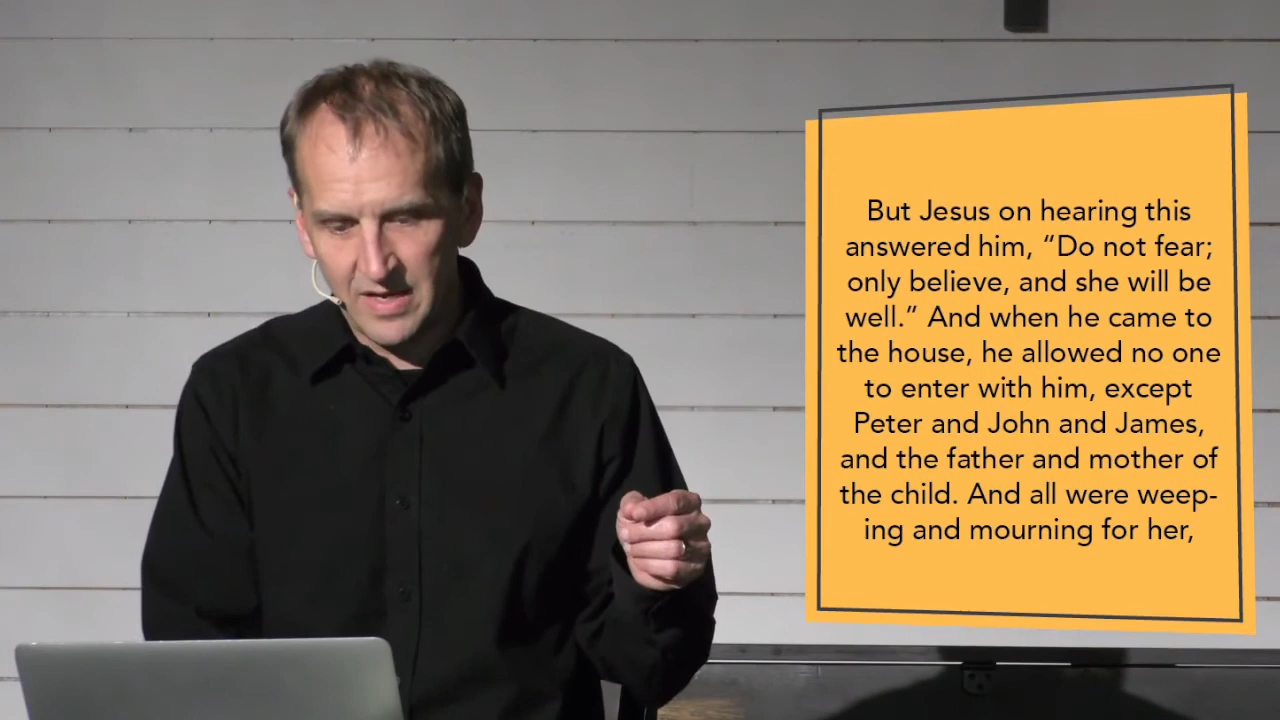 But Jesus on hearing this
answered him, “Do not fear;
only believe, and she will be
well.” And when he came to
the house, he allowed no one
to enter with him, except
Peter and John and James,
and the father and mother of
the child. And all were weep-
ing and mourning for her,